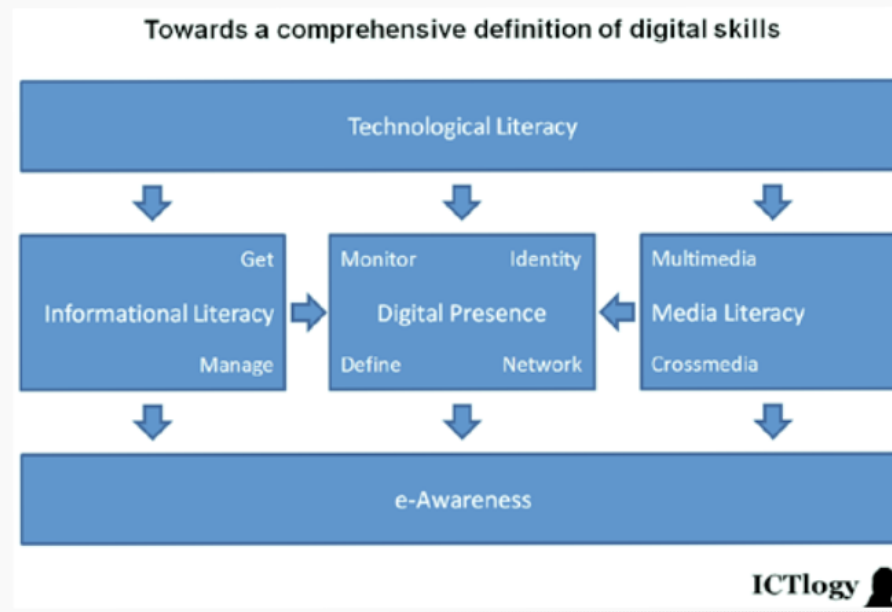 Towards a comprehensive definition of digital skills
Technological Literacy
Get
Informational Literacy
Manage
Monitor Identity
Digital Presence
Define Network
Multimedia
Media Literacy
Crossmedia
e-Awareness
ICTlogy